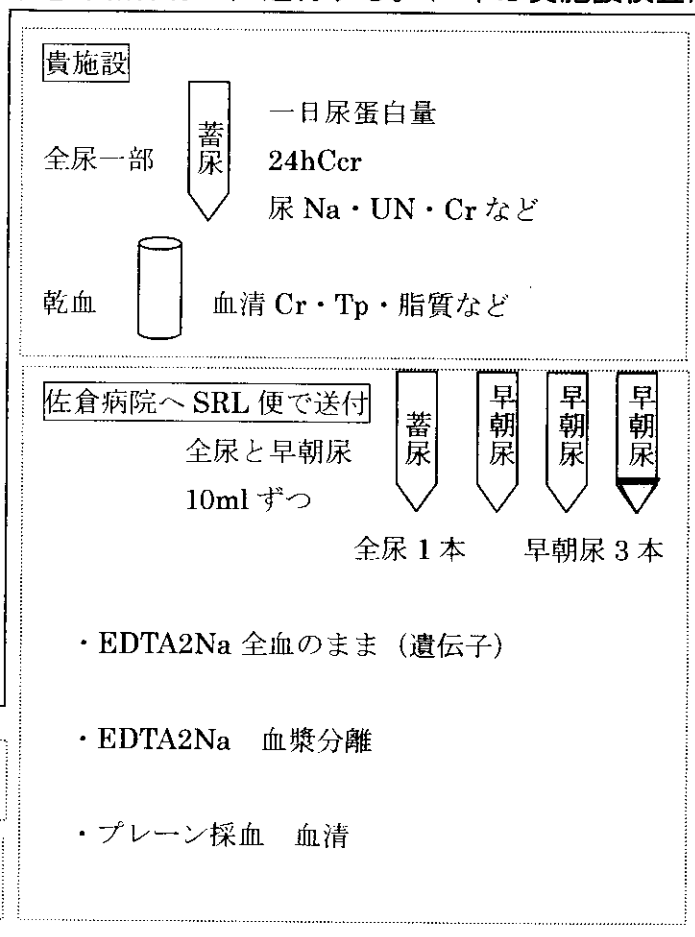 貴施設
蓄尿
一日尿蛋白量
全尿一部
24hCcr
尿 Na・UN・Cr など
乾血
血清 Cr・Tp・脂質など
佐倉病院へ SRL 便で送付
蓄尿
早朝尿
早朝尿
早朝尿
全尿と早朝尿
10ml ずつ
全尿 1 本
早朝尿 3 本
・EDTA2Na 全血のまま（遺伝子）
・EDTA2Na 血漿分離
・プレーン採血 血清